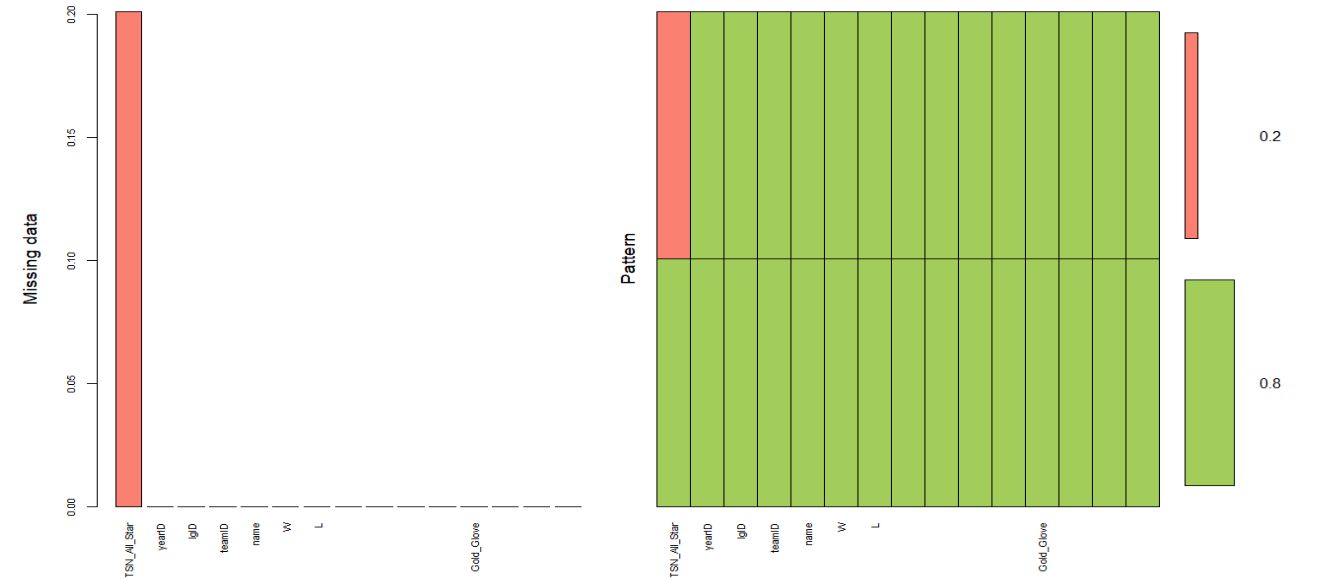 Missing data
0.20
0.15
0.10
0.05
0.00
TSN_All_Star
yearID
lgID
teamID
name
W
L
Gold_Glove
Pattern
TSN_All_Star
yearID
lgID
teamID
name
W
L
Gold_Glove
0.2
0.8